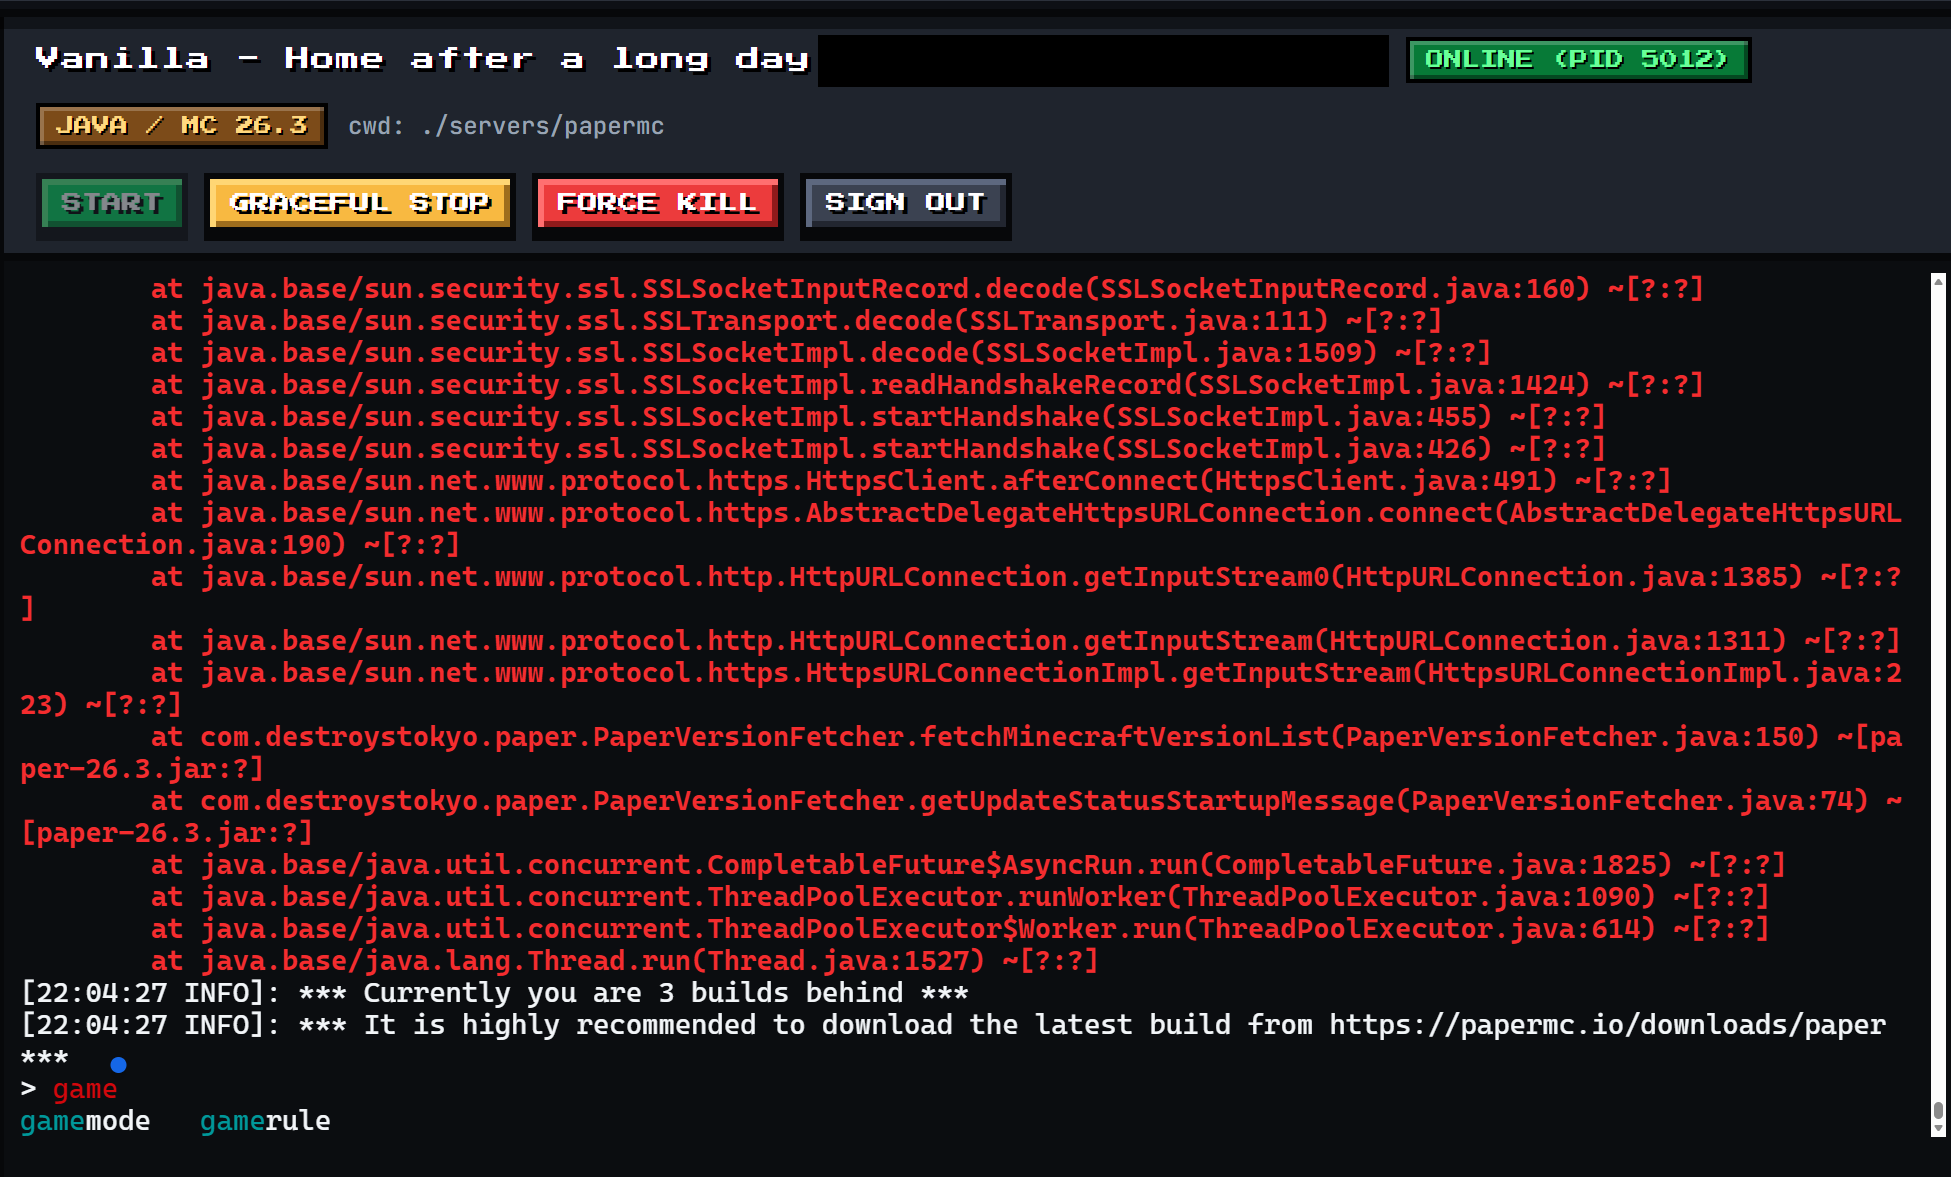 Vanilla - Home after a long day
ONLINE (PID 5012)
JAVA / MC 26.3
cwd: ./servers/papermc
START
GRACEFUL STOP
FORCE KILL
SIGN OUT
at java.base/sun.security.ssl.SSLSocketInputRecord.decode(SSLSocketInputRecord.java:160) ~[?:?]
at java.base/sun.security.ssl.SSLTransport.decode(SSLTransport.java:111) ~[?:?]
at java.base/sun.security.ssl.SSLSocketImpl.decode(SSLSocketImpl.java:1509) ~[?:?]
at java.base/sun.security.ssl.SSLSocketImpl.readHandshakeRecord(SSLSocketImpl.java:1424) ~[?:?]
at java.base/sun.security.ssl.SSLSocketImpl.startHandshake(SSLSocketImpl.java:455) ~[?:?]
at java.base/sun.security.ssl.SSLSocketImpl.startHandshake(SSLSocketImpl.java:426) ~[?:?]
at java.base/sun.net.www.protocol.https.HttpsClient.afterConnect(HttpsClient.java:491) ~[?:?]
at java.base/sun.net.www.protocol.https.AbstractDelegateHttpsURLConnection.connect(AbstractDelegateHttpsURL
Connection.java:190) ~[?:?]
at java.base/sun.net.www.protocol.http.HttpURLConnection.getInputStream0(HttpURLConnection.java:1385) ~[?:?
]
at java.base/sun.net.www.protocol.http.HttpURLConnection.getInputStream(HttpURLConnection.java:1311) ~[?:?]
at java.base/sun.net.www.protocol.https.HttpsURLConnectionImpl.getInputStream(HttpsURLConnectionImpl.java:2
23) ~[?:?]
at com.destroystokyo.paper.PaperVersionFetcher.fetchMinecraftVersionList(PaperVersionFetcher.java:150) ~[pa
per-26.3.jar:?]
at com.destroystokyo.paper.PaperVersionFetcher.getUpdateStatusStartupMessage(PaperVersionFetcher.java:74) ~
[paper-26.3.jar:?]
at java.base/java.util.concurrent.CompletableFuture$AsyncRun.run(CompletableFuture.java:1825) ~[?:?]
at java.base/java.util.concurrent.ThreadPoolExecutor.runWorker(ThreadPoolExecutor.java:1090) ~[?:?]
at java.base/java.util.concurrent.ThreadPoolExecutor$Worker.run(ThreadPoolExecutor.java:614) ~[?:?]
at java.base/java.lang.Thread.run(Thread.java:1527) ~[?:?]
[22:04:27 INFO]: *** Currently you are 3 builds behind ***
[22:04:27 INFO]: *** It is highly recommended to download the latest build from https://papermc.io/downloads/paper
***
> game
gamemode   gamerule